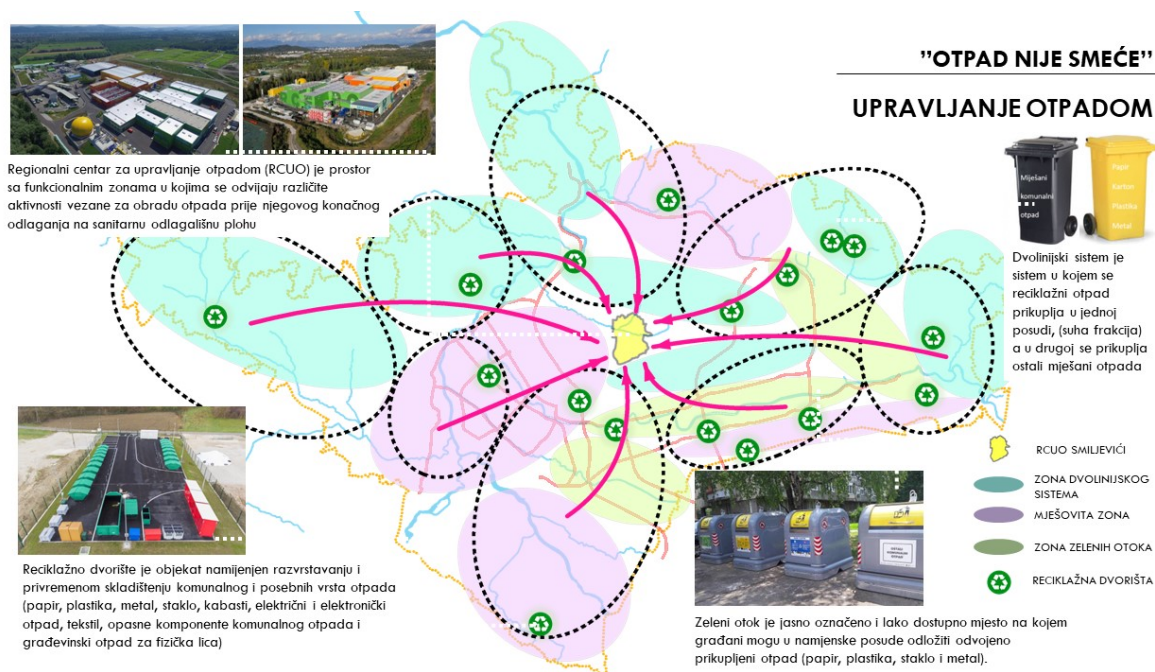 "OTPAD NIJE SMEĆE"
UPRAVLJANJE OTPADOM
Regionalni centar za upravljanje otpadom (RCUO) je prostor
sa funkcionalnim zonama u kojima se odvijaju različite
aktivnosti vezane za obradu otpada prije njegovog konačnog
odlaganja na sanitarnu odlagališnu plohu
Miješani
komunalni
otpad
Papir
Karton
Plastika
Metal
Dvolinijski sistem je
sistem u kojem se
reciklažni otpad
prikuplja u jednoj
posudi, (suha frakcija)
a u drugoj se prikuplja
ostali mješani otpada
RCUO SMILJEVIĆI
ZONA DVOLINIJSKOG
SISTEMA
MJEŠOVITA ZONA
ZONA ZELENIH OTOKA
RECIKLAŽNA DVORIŠTA
Reciklažno dvorište je objekat namijenjen razvrstavanju i
privremenom skladištenju komunalnog i posebnih vrsta otpada
(papir, plastika, metal, staklo, kabasti, električni i elektronički
otpad, tekstil, opasne komponente komunalnog otpada i
građevinski otpad za fizička lica)
Zeleni otok je jasno označeno i lako dostupno mjesto na kojem
građani mogu u namjenske posude odložiti odvojeno
prikupljeni otpad (papir, plastika, staklo i metal).